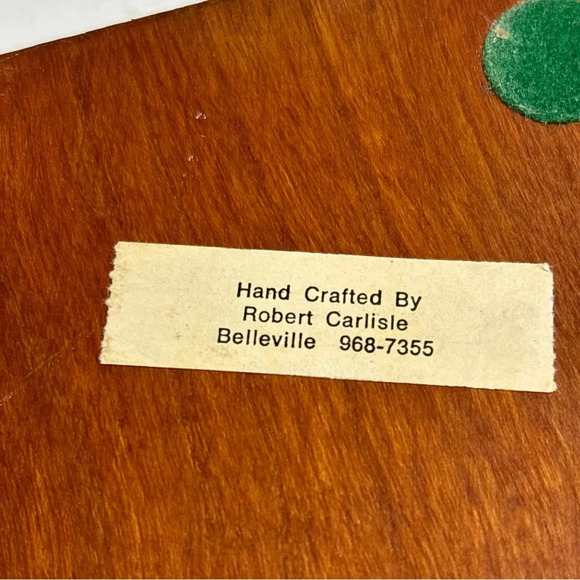 Hand Crafted By
Robert Carlisle
Belleville 968-7355